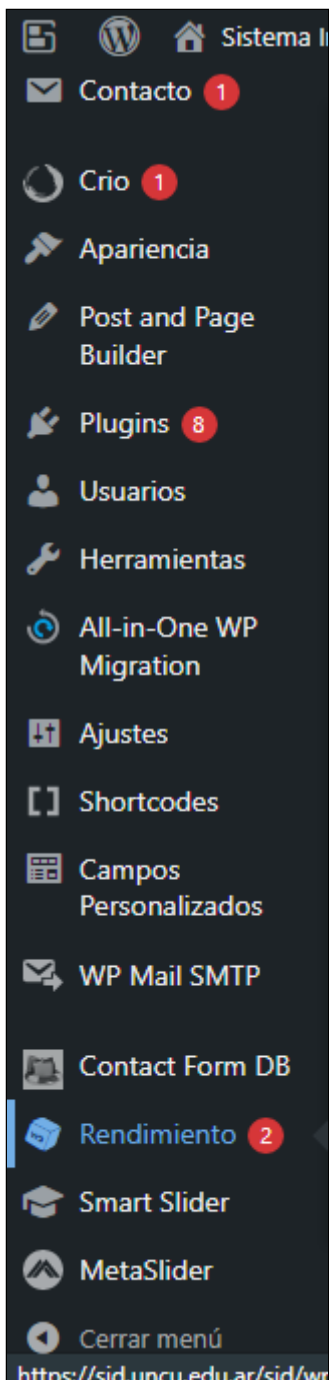 Sistema I
Contacto 1
Crio 1
Apariencia
Post and Page
Builder
Plugins 8
Usuarios
Herramientas
All-in-One WP
Migration
Ajustes
Shortcodes
Campos
Personalizados
WP Mail SMTP
Contact Form DB
Rendimiento 2
Smart Slider
MetaSlider
Cerrar menú
https://sid.uncu.edu.ar/sid/wp